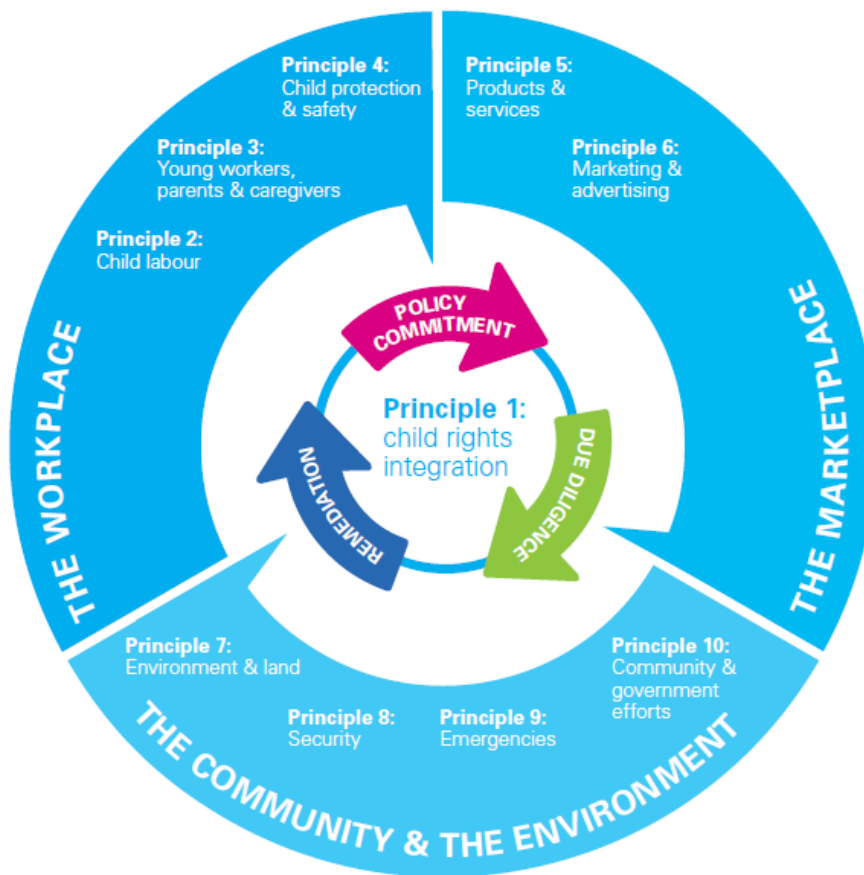 Principle 4:
Child protection
& safety
Principle 3:
Young workers,
parents & caregivers
Principle 2:
Child labour
THE WORKPLACE
Principle 5:
Products &
services
Principle 6:
Marketing &
advertising
THE MARKETPLACE
POLICY
COMMITMENT
Principle 1:
child rights
integration
DUE DILIGENCE
REMEDIATION
Principle 7:
Environment & land
Principle 8:
Security
Principle 9:
Emergencies
Principle 10:
Community &
government
efforts
THE COMMUNITY & THE ENVIRONMENT